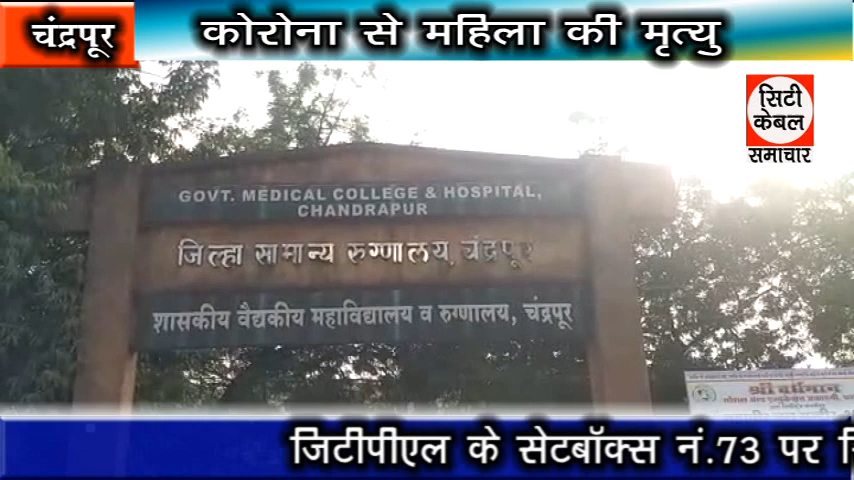 चंद्रपूर
कोरोना से महिला की मृत्यु
सिटी
केबल
समाचार
GOVT. MEDICAL COLLEGE & HOSPITAL,
CHANDRAPUR
जिल्हा सामान्य रुग्णालय, चंद्रपूर
शासकीय वैद्यकीय महाविद्यालय व रुग्णालय, चंद्रपूर
श्री वर्धमान
जिटीपीएल के सेटबॉक्स नं.73 पर